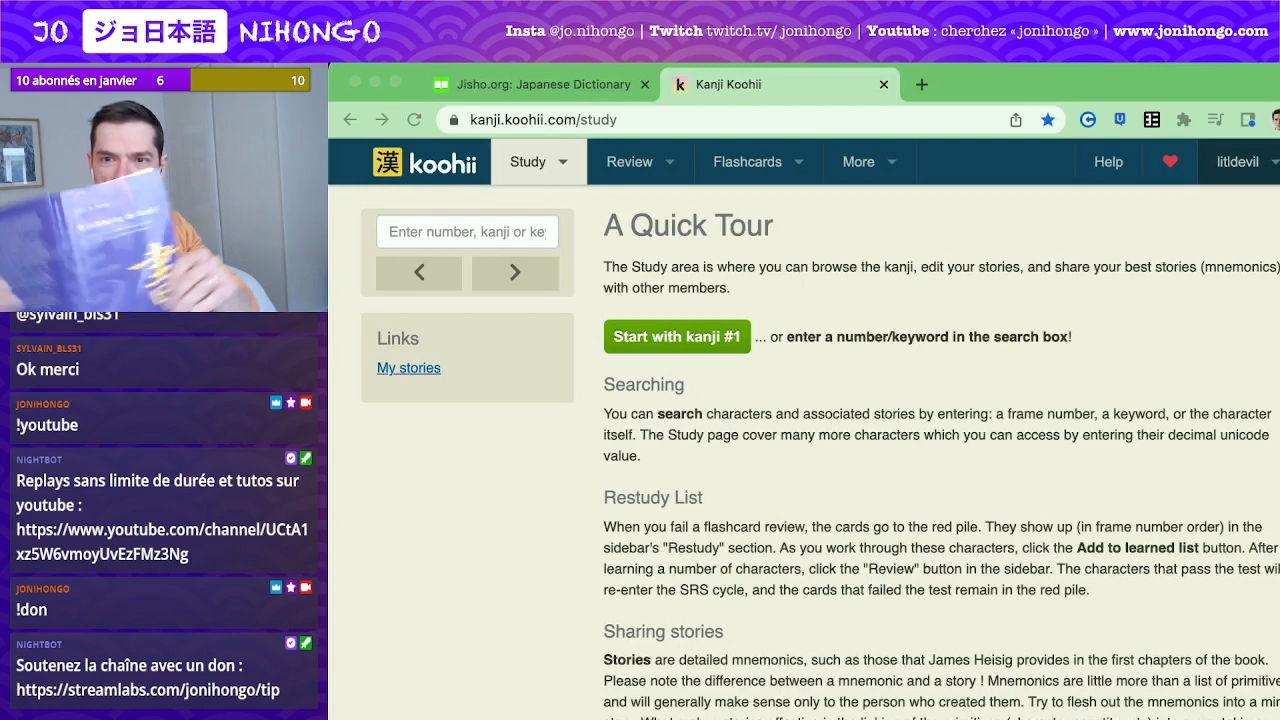 JO ジョ日本語 NIHONGO
Insta @jo.nihongo | Twitch twitch.tv/ jonihongo | Youtube : cherchez « jonihongo » | www.jonihongo.com
10 abonnés en janvier 6 10
@sylvain_bls31
SYLVAIN_BLS31
Ok merci
JONIHONGO
!youtube
NIGHTBOT
Replays sans limite de durée et tutos sur
youtube :
https://www.youtube.com/channel/UCtA1
xz5W6vmoyUvEzFMz3Ng
JONIHONGO
!don
NIGHTBOT
Soutenez la chaîne avec un don :
https://streamlabs.com/jonihongo/tip
Jisho.org: Japanese Dictionary
Kanji Koohii
kanji.koohii.com/study
漢 koohii Study Review Flashcards More Help litldevil
Enter number, kanji or ke
Links
My stories
A Quick Tour
The Study area is where you can browse the kanji, edit your stories, and share your best stories (mnemonics)
with other members.
Start with kanji #1 ... or enter a number/keyword in the search box!
Searching
You can search characters and associated stories by entering: a frame number, a keyword, or the character
itself. The Study page cover many more characters which you can access by entering their decimal unicode
value.
Restudy List
When you fail a flashcard review, the cards go to the red pile. They show up (in frame number order) in the
sidebar's "Restudy" section. As you work through these characters, click the Add to learned list button. After
learning a number of characters, click the "Review" button in the sidebar. The characters that pass the test will
re-enter the SRS cycle, and the cards that failed the test remain in the red pile.
Sharing stories
Stories are detailed mnemonics, such as those that James Heisig provides in the first chapters of the book.
Please note the difference between a mnemonic and a story ! Mnemonics are little more than a list of primitive
and will generally make sense only to the person who created them. Try to flesh out the mnemonics into a min